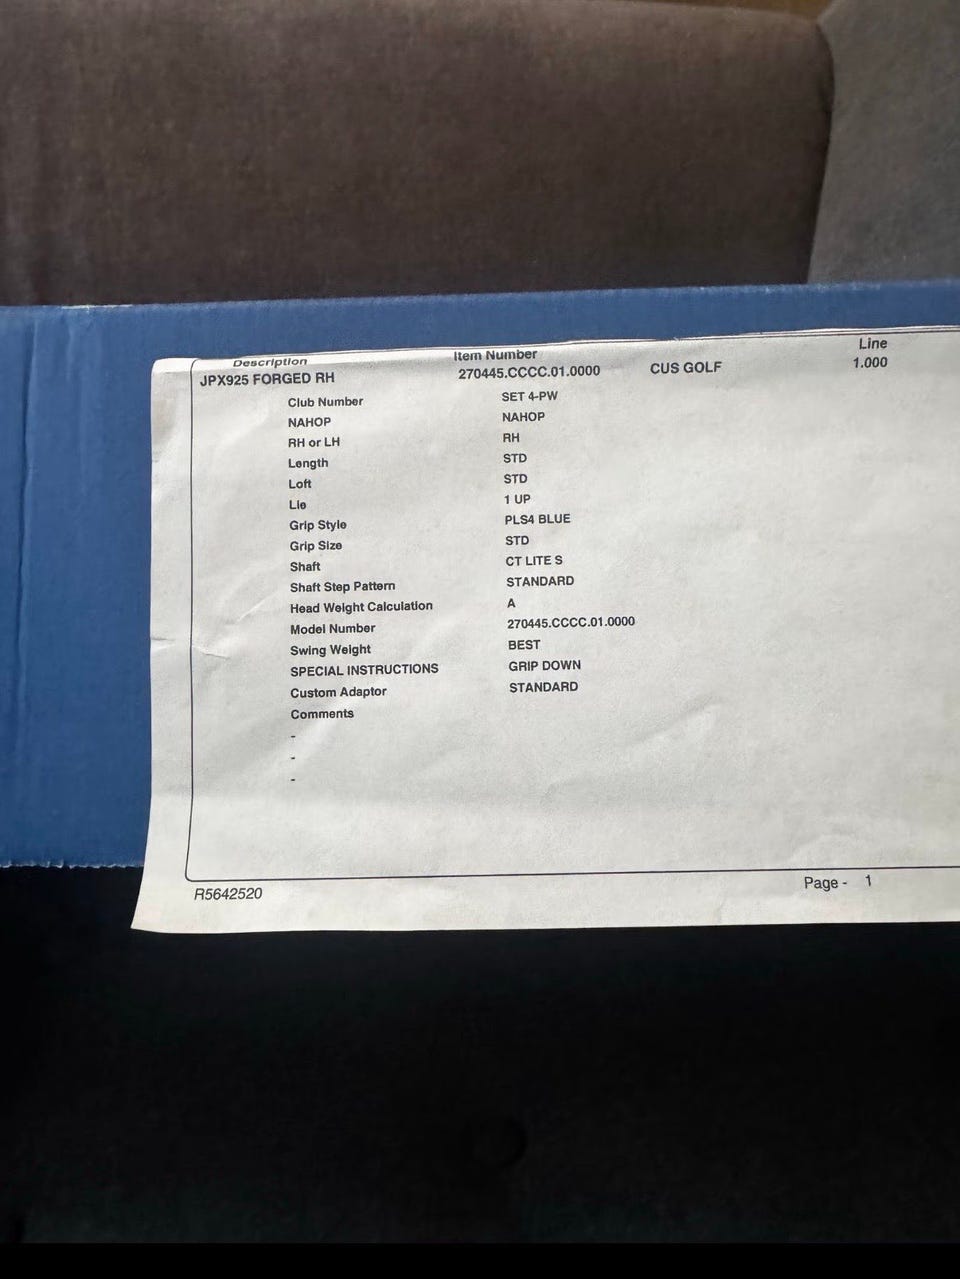 Description Item Number Line
JPX925 FORGED RH 270445.CCCC.01.0000 CUS GOLF 1.000
Club Number SET 4-PW
NAHOP NAHOP
RH or LH RH
Length STD
Loft STD
Lie 1 UP
Grip Style PLS4 BLUE
Grip Size STD
Shaft CT LITE S
Shaft Step Pattern STANDARD
Head Weight Calculation A
Model Number 270445.CCCC.01.0000
Swing Weight BEST
SPECIAL INSTRUCTIONS GRIP DOWN
Custom Adaptor STANDARD
Comments
-
-
-
R5642520 Page - 1